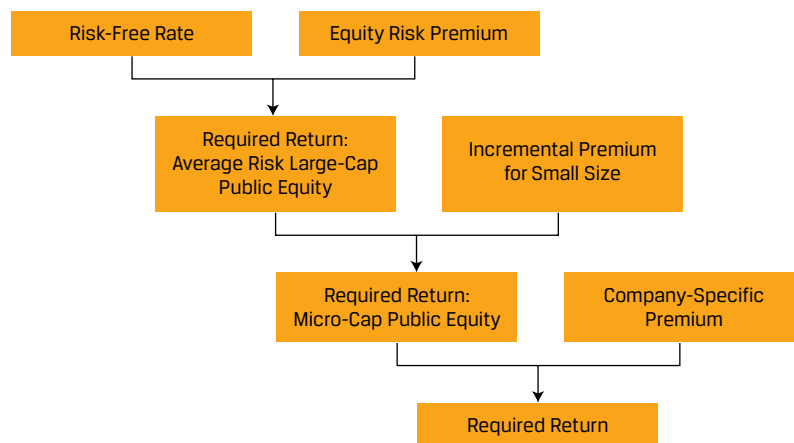 Risk-Free Rate
Equity Risk Premium
Required Return:
Average Risk Large-Cap
Public Equity
Incremental Premium
for Small Size
Required Return:
Micro-Cap Public Equity
Company-Specific
Premium
Required Return